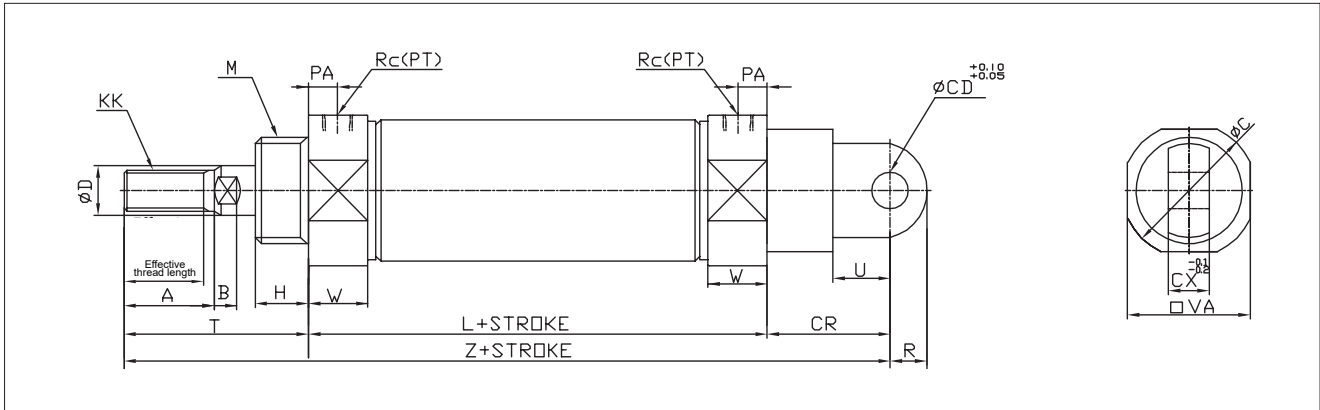 M
PA
Rc(PT)
Rc(PT)
PA
+0.10
+0.05
ØCD
KK
ØD
ØC
Effective
thread length
A
B
H
W
W
U
T
L+STROKE
CR
Z+STROKE
R
-0.1
-0.2
CX
□VA